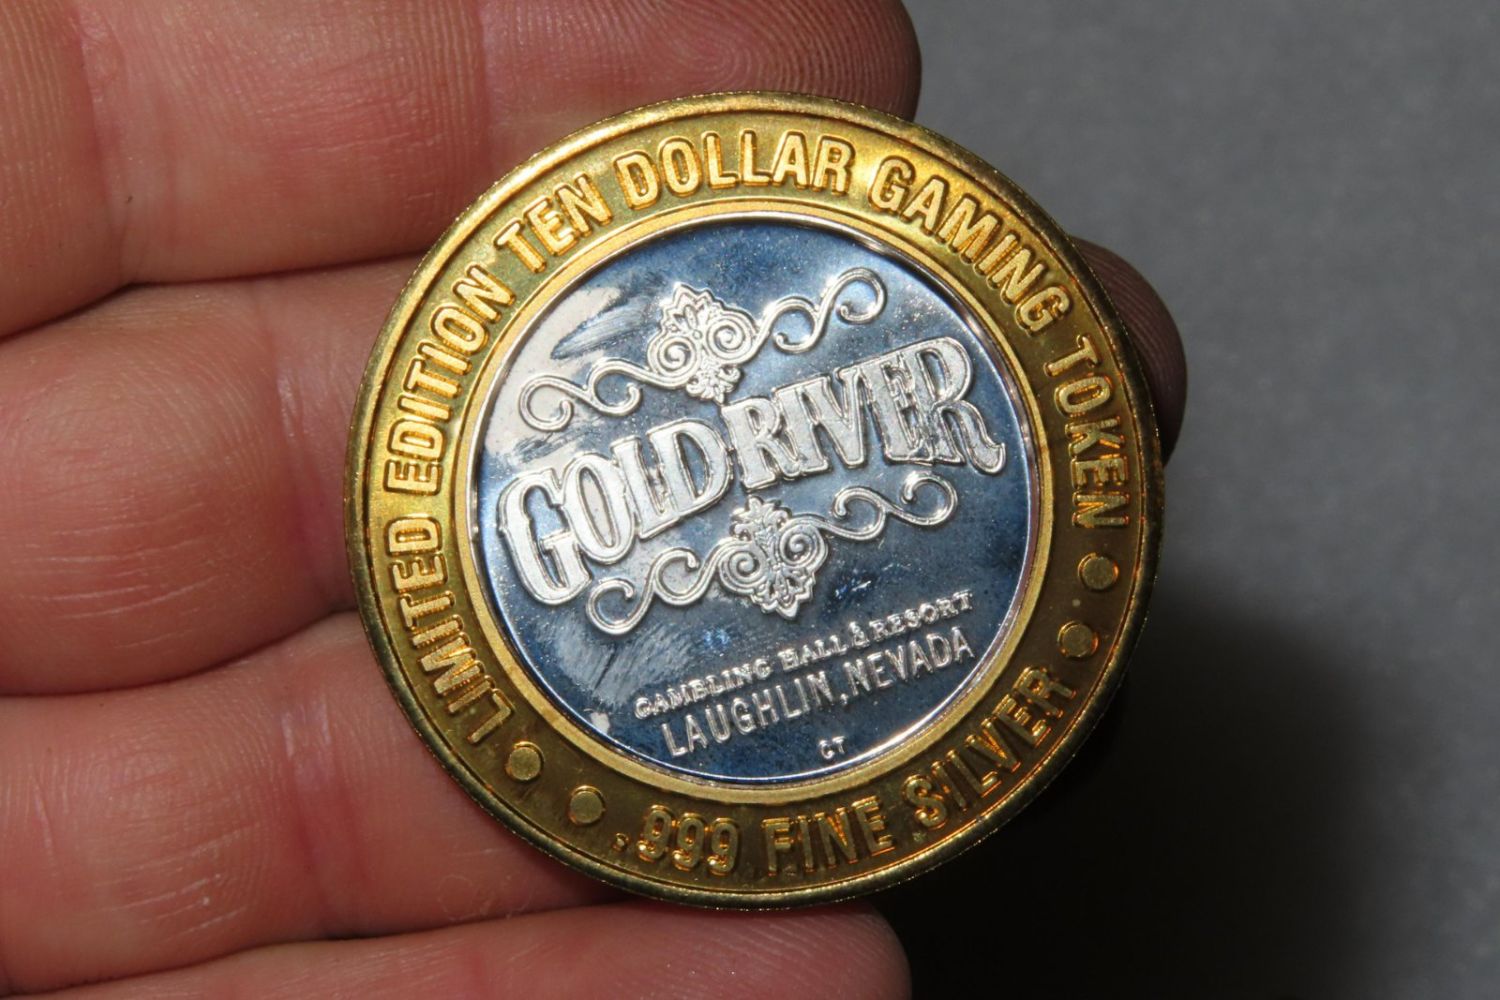 LIMITED EDITION TEN DOLLAR GAMING TOKEN
GOLD RIVER
GAMBLING HALL & RESORT
LAUGHLIN, NEVADA
CT
.999 FINE SILVER